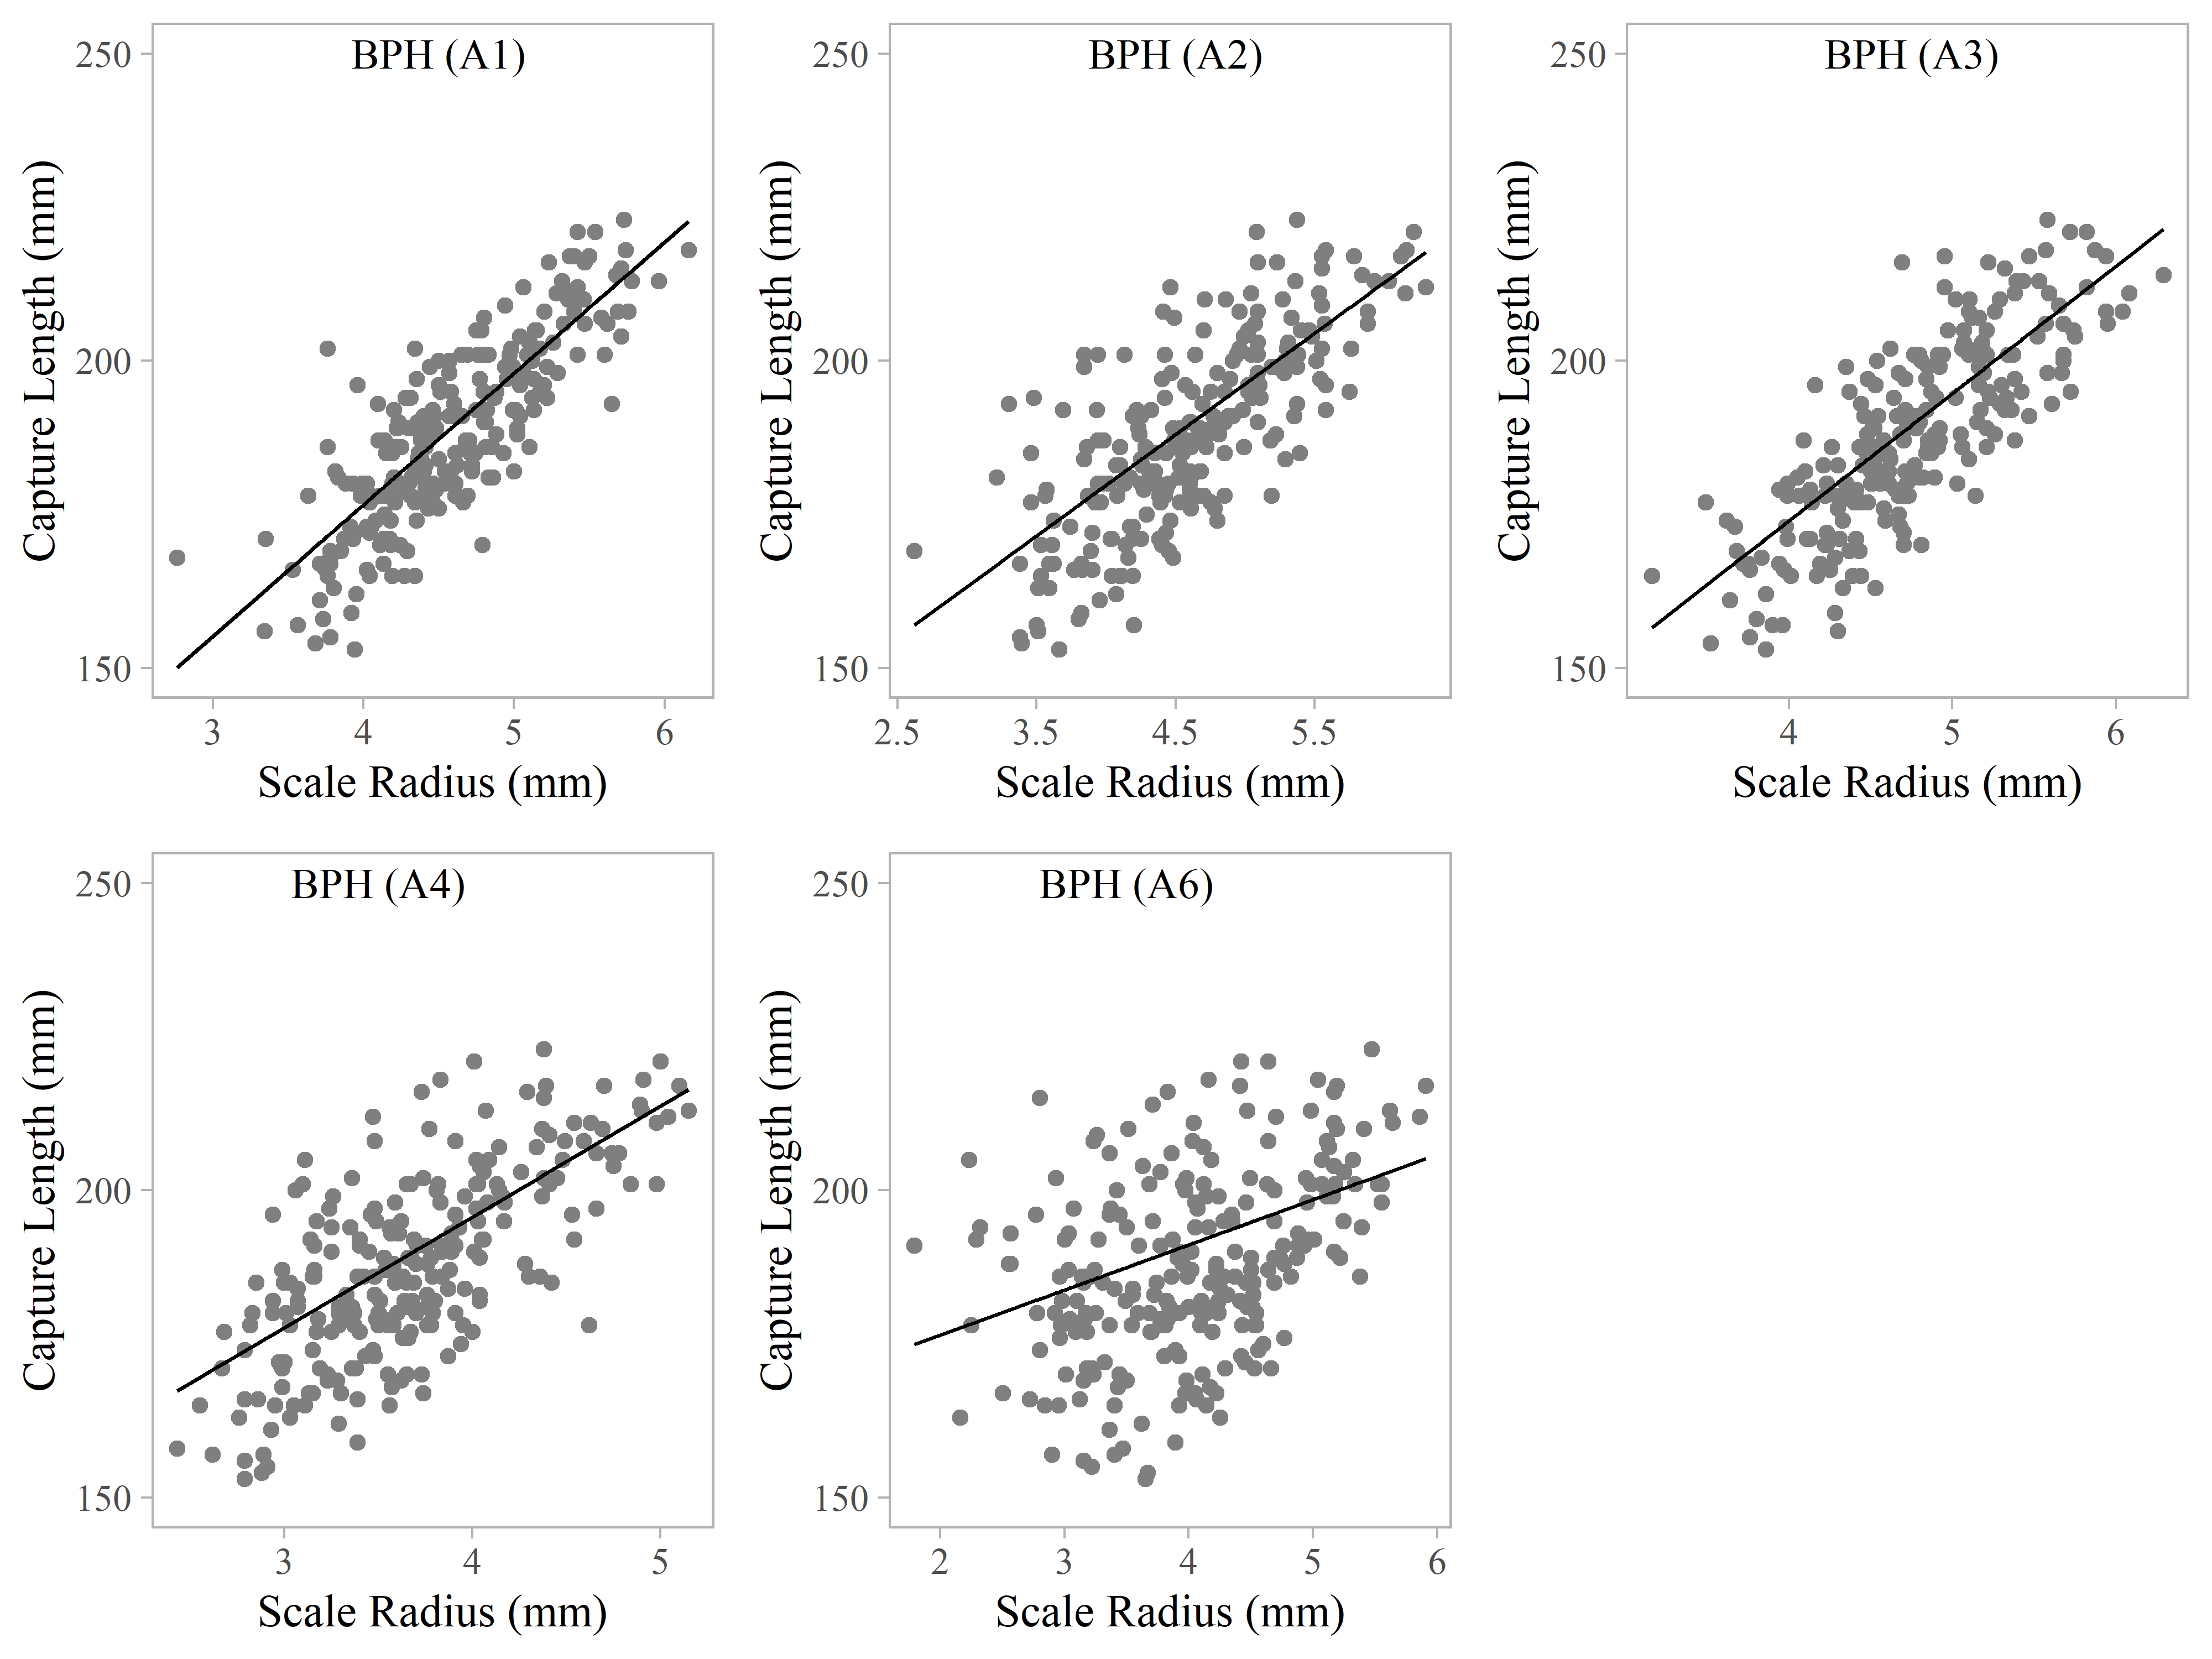 BPH (A1)
250
200
150
Capture Length (mm)
3 4 5 6
Scale Radius (mm)
BPH (A2)
250
200
150
Capture Length (mm)
2.5 3.5 4.5 5.5
Scale Radius (mm)
BPH (A3)
250
200
150
Capture Length (mm)
4 5 6
Scale Radius (mm)
BPH (A4)
250
200
150
Capture Length (mm)
3 4 5
Scale Radius (mm)
BPH (A6)
250
200
150
Capture Length (mm)
2 3 4 5 6
Scale Radius (mm)